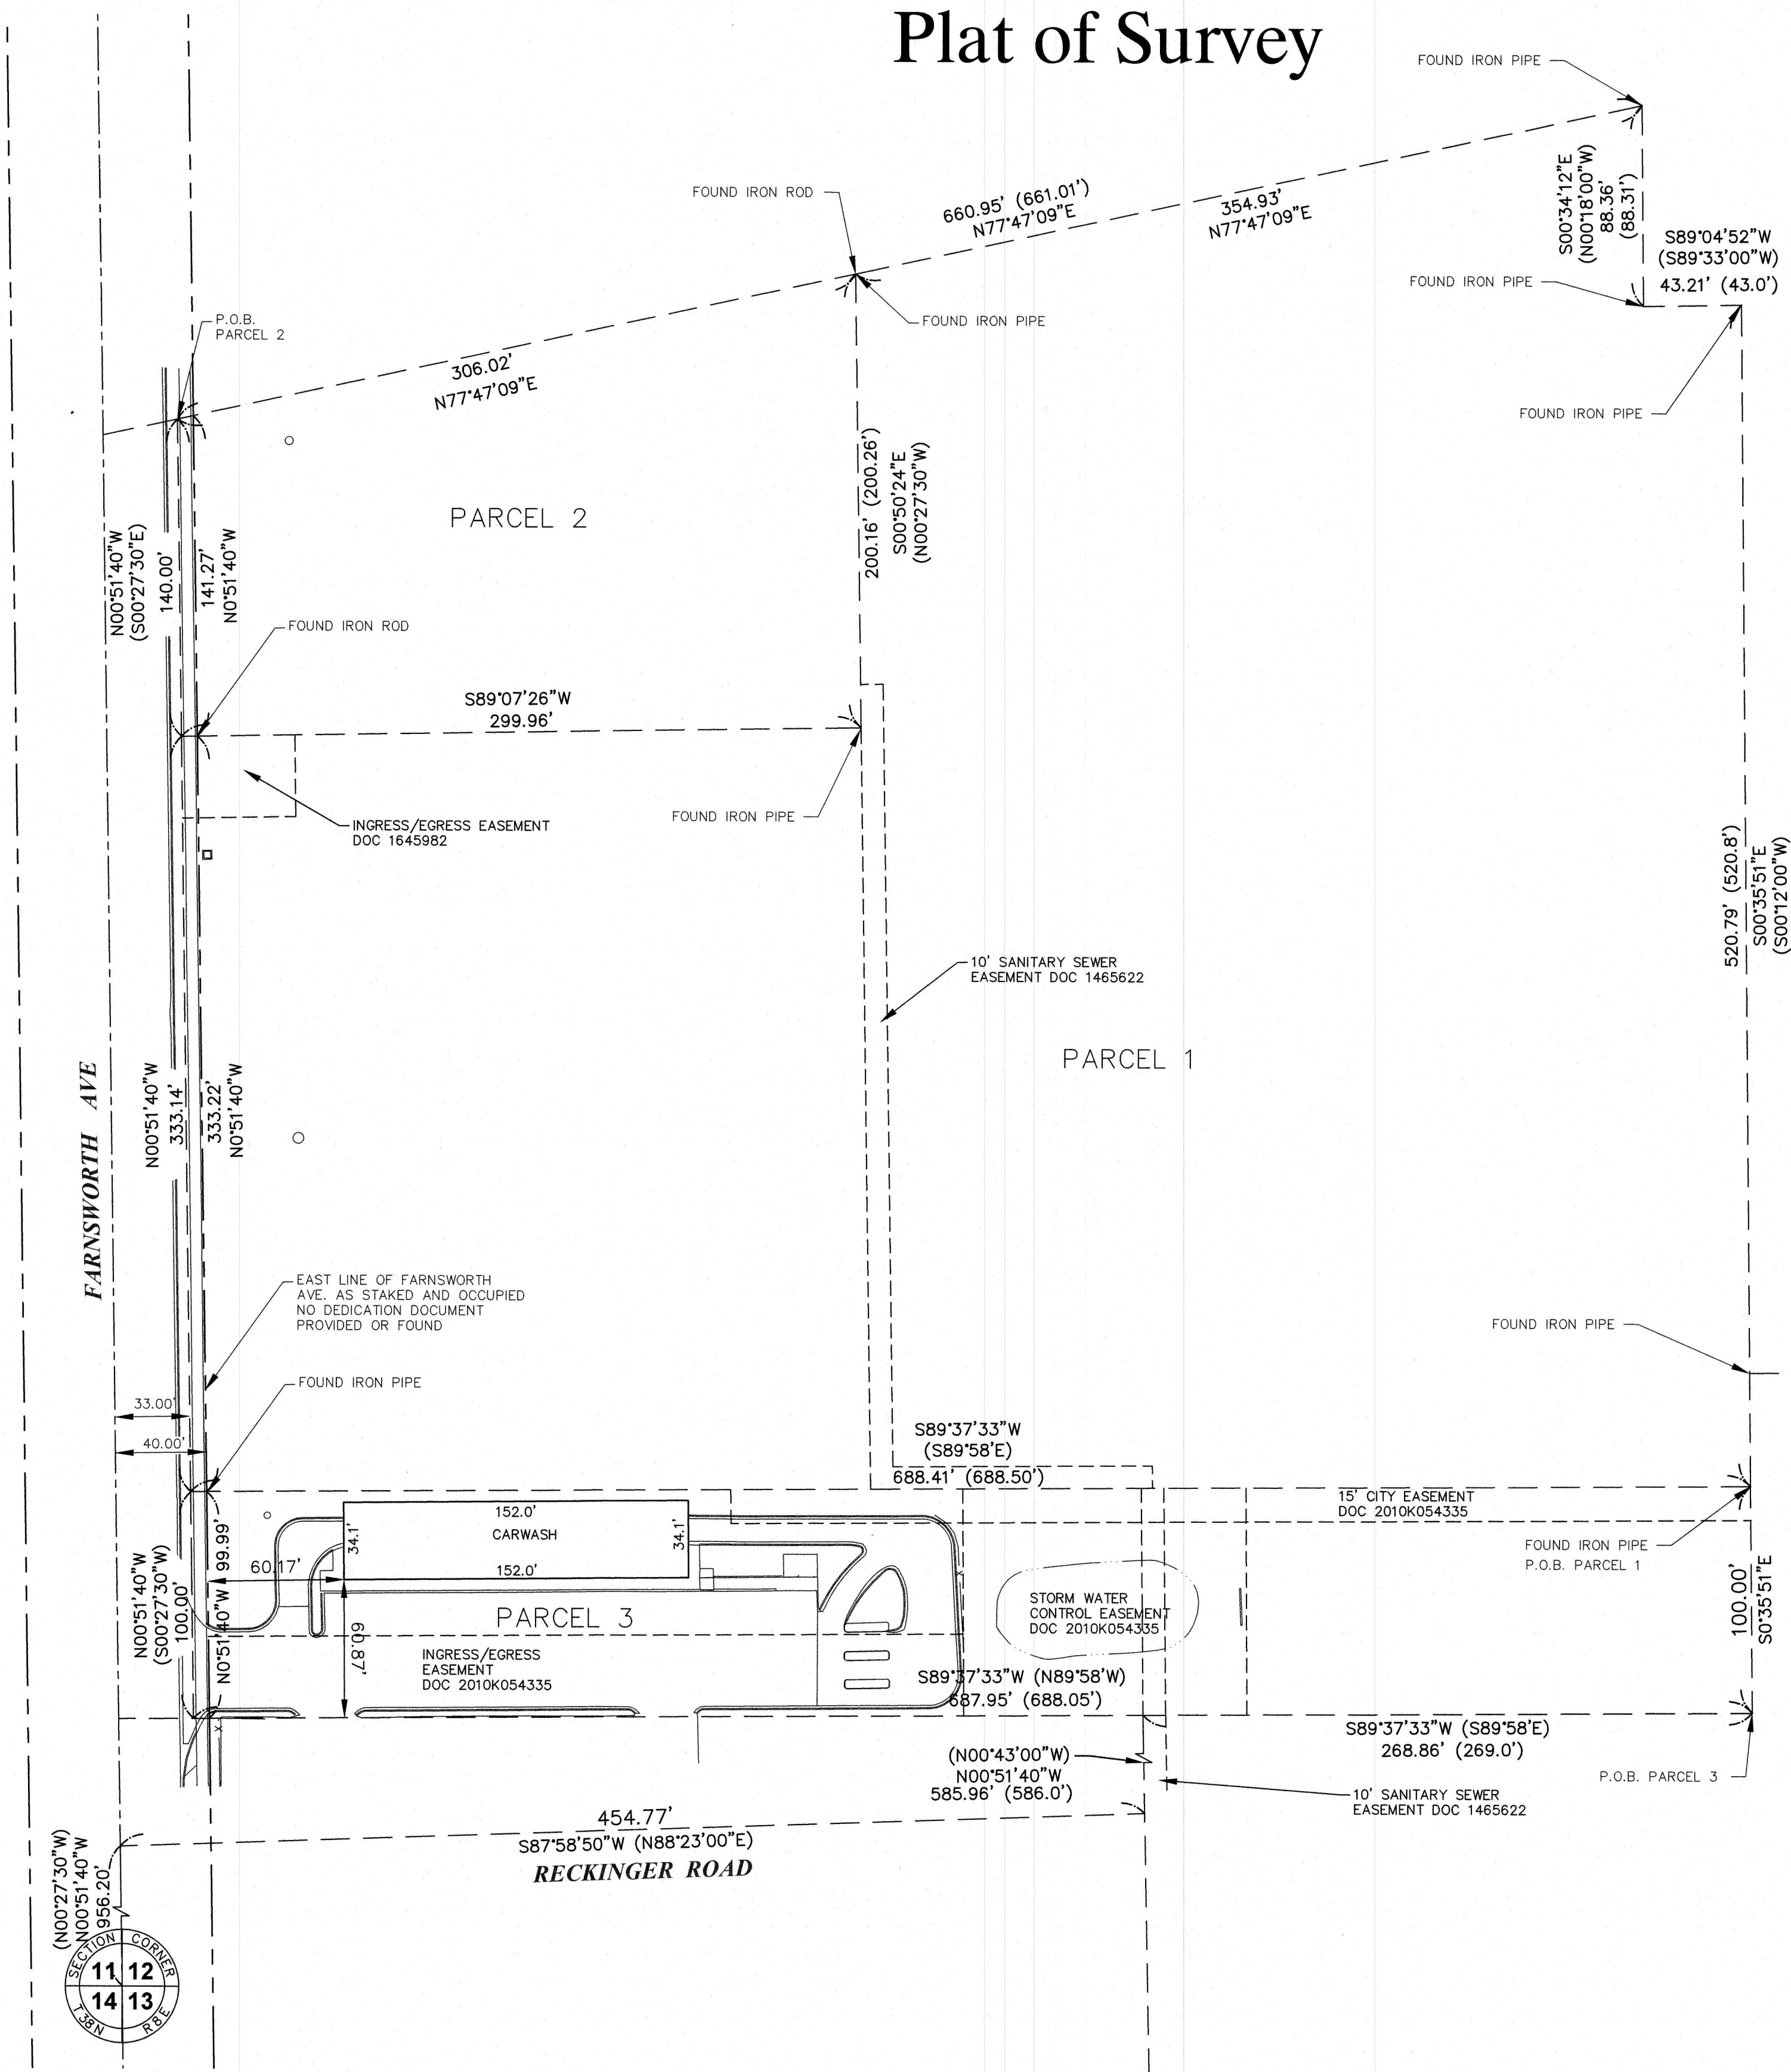 Plat of Survey
FOUND IRON PIPE
FOUND IRON ROD
660.95' (661.01')
N77°47'09"E
354.93'
N77°47'09"E
S00°34'12"E
(N00°18'00"W)
88.36'
(88.31')
S89°04'52"W
(S89°33'00"W)
43.21' (43.0')
FOUND IRON PIPE
FOUND IRON PIPE
P.O.B.
PARCEL 2
306.02'
N77°47'09"E
FOUND IRON PIPE
200.16' (200.26')
S00°50'24"E
(N00°27'30"W)
PARCEL 2
N00°51'40"W
(S00°27'30"E)
140.00'
141.27'
N0°51'40"W
FOUND IRON ROD
S89°07'26"W
299.96'
INGRESS/EGRESS EASEMENT
DOC 1645982
FOUND IRON PIPE
520.79' (520.8')
S00°35'51"E
(S00°12'00"W)
10' SANITARY SEWER
EASEMENT DOC 1465622
PARCEL 1
FARNSWORTH AVE
N00°51'40"W
333.14'
333.22'
N0°51'40"W
EAST LINE OF FARNSWORTH
AVE. AS STAKED AND OCCUPIED
NO DEDICATION DOCUMENT
PROVIDED OR FOUND
FOUND IRON PIPE
FOUND IRON PIPE
33.00'
40.00'
S89°37'33"W
(S89°58'E)
688.41' (688.50')
15' CITY EASEMENT
DOC 2010K054335
FOUND IRON PIPE
P.O.B. PARCEL 1
N00°51'40"W
(S00°27'30"W)
100.00'
N0°51'40"W 99.99'
152.0'
CARWASH
34.1'
34.1'
152.0'
60.17'
60.87'
PARCEL 3
INGRESS/EGRESS
EASEMENT
DOC 2010K054335
STORM WATER
CONTROL EASEMENT
DOC 2010K054335
100.00'
S0°35'51"E
S89°37'33"W (N89°58'W)
687.95' (688.05')
S89°37'33"W (S89°58'E)
268.86' (269.0')
(N00°43'00"W)
N00°51'40"W
585.96' (586.0')
P.O.B. PARCEL 3
10' SANITARY SEWER
EASEMENT DOC 1465622
454.77'
S87°58'50"W (N88°23'00"E)
RECKINGER ROAD
(N00°27'30"W)
N00°51'40"W
956.20'
SECTION CORNER
11 12
14 13
T38N R8E